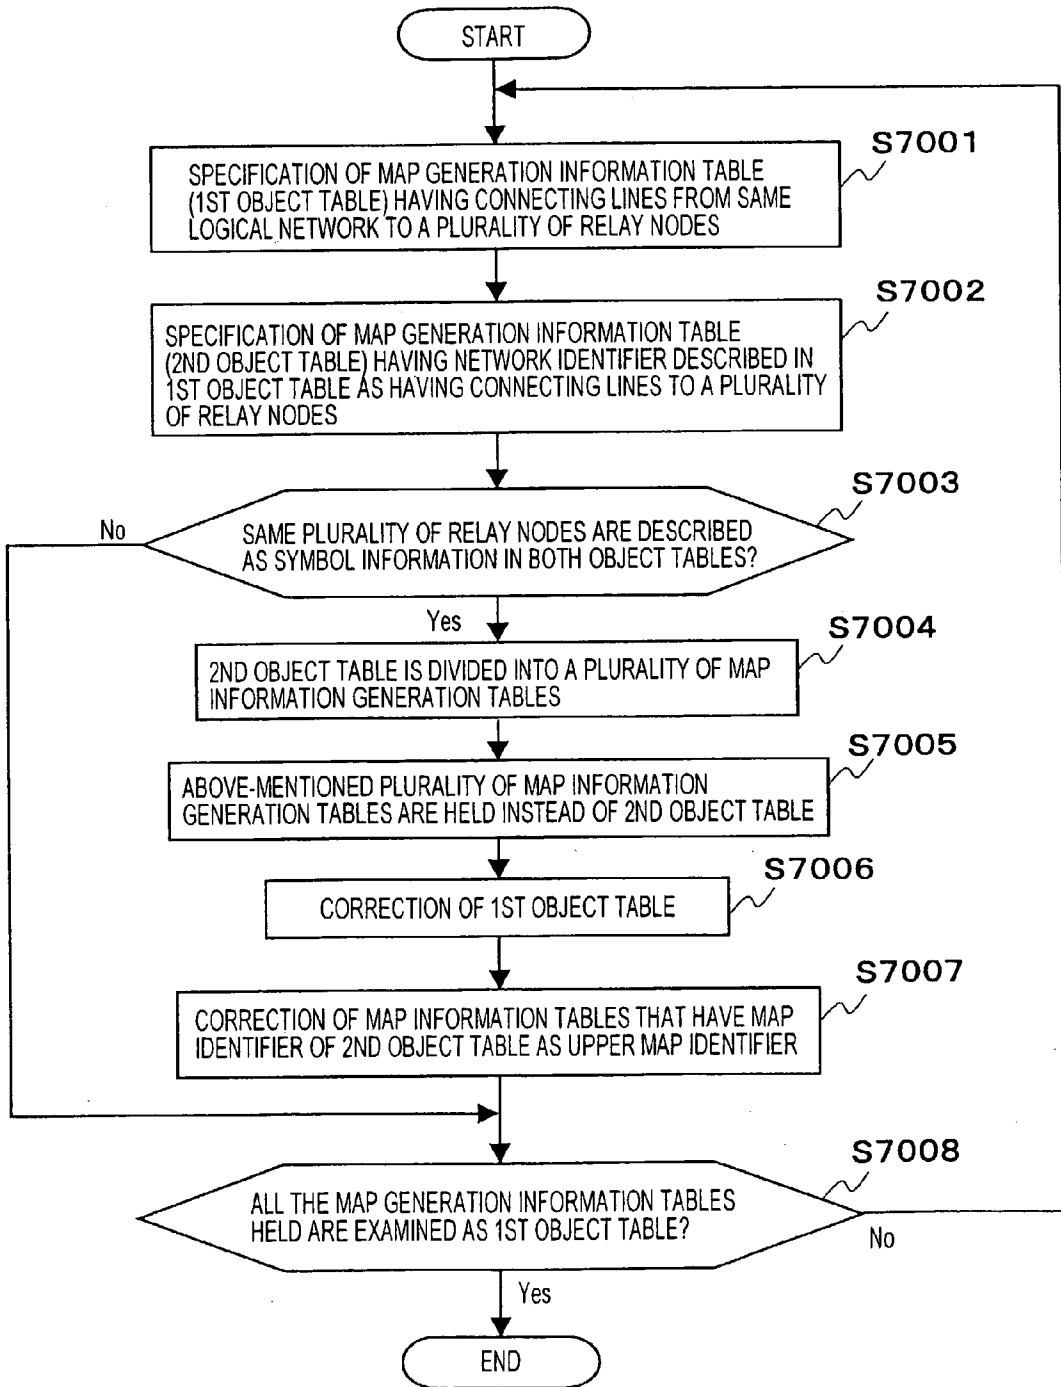 START
S7001
SPECIFICATION OF MAP GENERATION INFORMATION TABLE
(1ST OBJECT TABLE) HAVING CONNECTING LINES FROM SAME
LOGICAL NETWORK TO A PLURALITY OF RELAY NODES
S7002
SPECIFICATION OF MAP GENERATION INFORMATION TABLE
(2ND OBJECT TABLE) HAVING NETWORK IDENTIFIER DESCRIBED IN
1ST OBJECT TABLE AS HAVING CONNECTING LINES TO A PLURALITY
OF RELAY NODES
S7003
No
SAME PLURALITY OF RELAY NODES ARE DESCRIBED
AS SYMBOL INFORMATION IN BOTH OBJECT TABLES?
Yes
S7004
2ND OBJECT TABLE IS DIVIDED INTO A PLURALITY OF MAP
INFORMATION GENERATION TABLES
S7005
ABOVE-MENTIONED PLURALITY OF MAP INFORMATION
GENERATION TABLES ARE HELD INSTEAD OF 2ND OBJECT TABLE
S7006
CORRECTION OF 1ST OBJECT TABLE
S7007
CORRECTION OF MAP INFORMATION TABLES THAT HAVE MAP
IDENTIFIER OF 2ND OBJECT TABLE AS UPPER MAP IDENTIFIER
S7008
ALL THE MAP GENERATION INFORMATION TABLES
HELD ARE EXAMINED AS 1ST OBJECT TABLE?
No
Yes
END